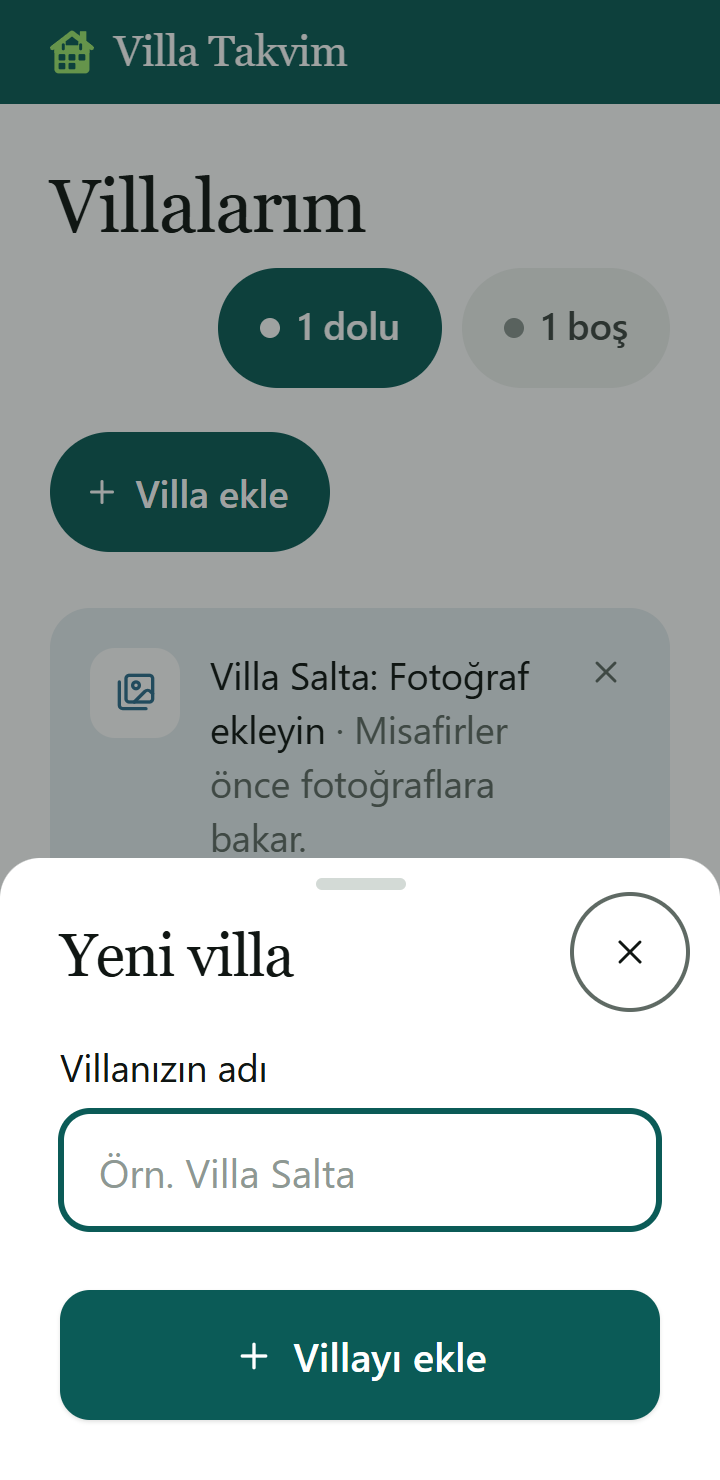 Villa Takvim
Villalarım
1 dolu
1 boş
+ Villa ekle
Villa Salta: Fotoğraf
ekleyin · Misafirler
önce fotoğraflara
bakar.
Yeni villa
Villanızın adı
Örn. Villa Salta
+ Villayı ekle